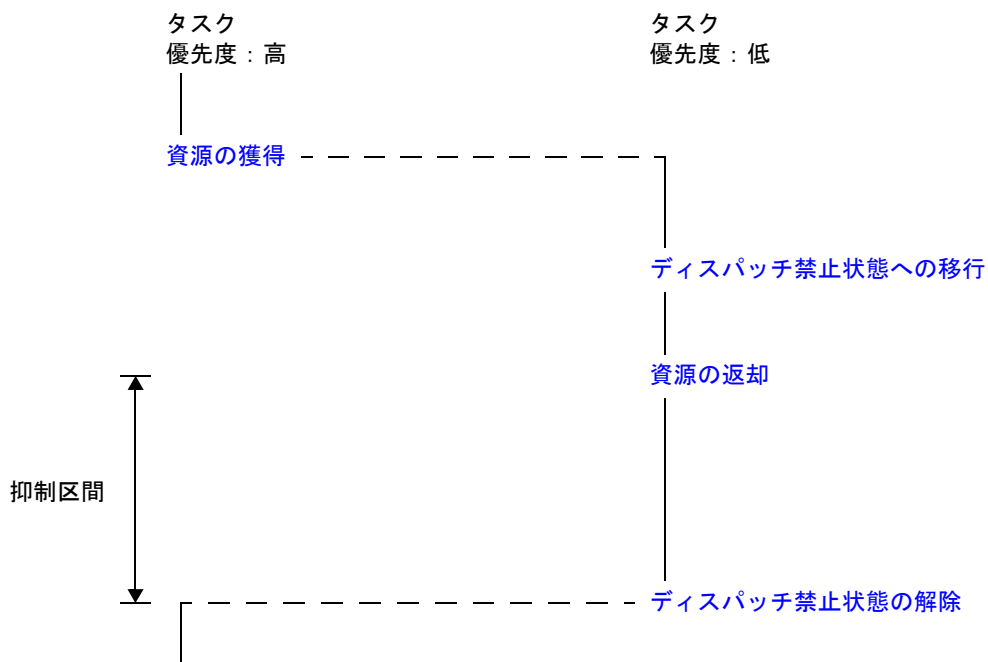 タスク
優先度：高
タスク
優先度：低
資源の獲得
ディスパッチ禁止状態への移行
資源の返却
抑制区間
ディスパッチ禁止状態の解除